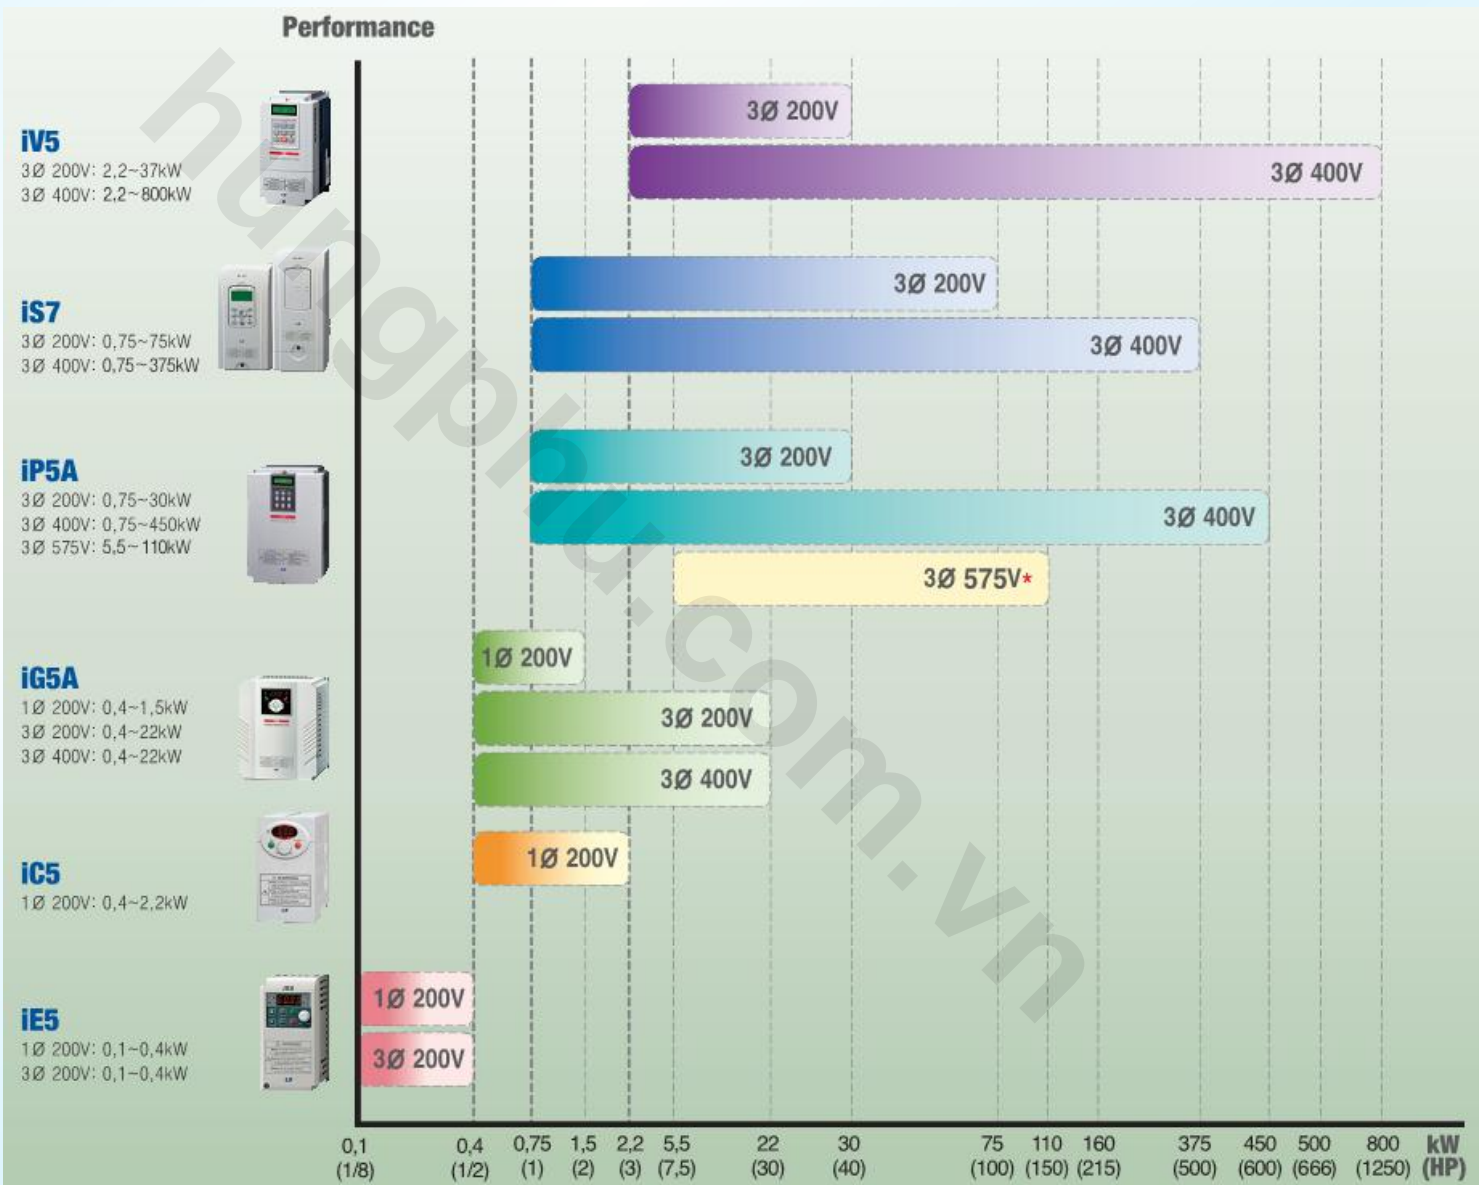 Performance
iV5
3Ø 200V: 2,2~37kW
3Ø 400V: 2,2~800kW
3Ø 200V
3Ø 400V
iS7
3Ø 200V: 0,75~75kW
3Ø 400V: 0,75~375kW
3Ø 200V
3Ø 400V
iP5A
3Ø 200V: 0,75~30kW
3Ø 400V: 0,75~450kW
3Ø 575V: 5,5~110kW
3Ø 200V
3Ø 400V
3Ø 575V*
iG5A
1Ø 200V: 0,4~1,5kW
3Ø 200V: 0,4~22kW
3Ø 400V: 0,4~22kW
1Ø 200V
3Ø 200V
3Ø 400V
iC5
1Ø 200V: 0,4~2,2kW
1Ø 200V
iE5
1Ø 200V: 0,1~0,4kW
3Ø 200V: 0,1~0,4kW
1Ø 200V
3Ø 200V
0,1 0,4 0,75 1,5 2,2 5,5 22 30 75 110 160 375 450 500 800 kW
(1/8) (1/2) (1) (2) (3) (7,5) (30) (40) (100) (150) (215) (500) (600) (666) (1250) (HP)
hungphu.com.vn